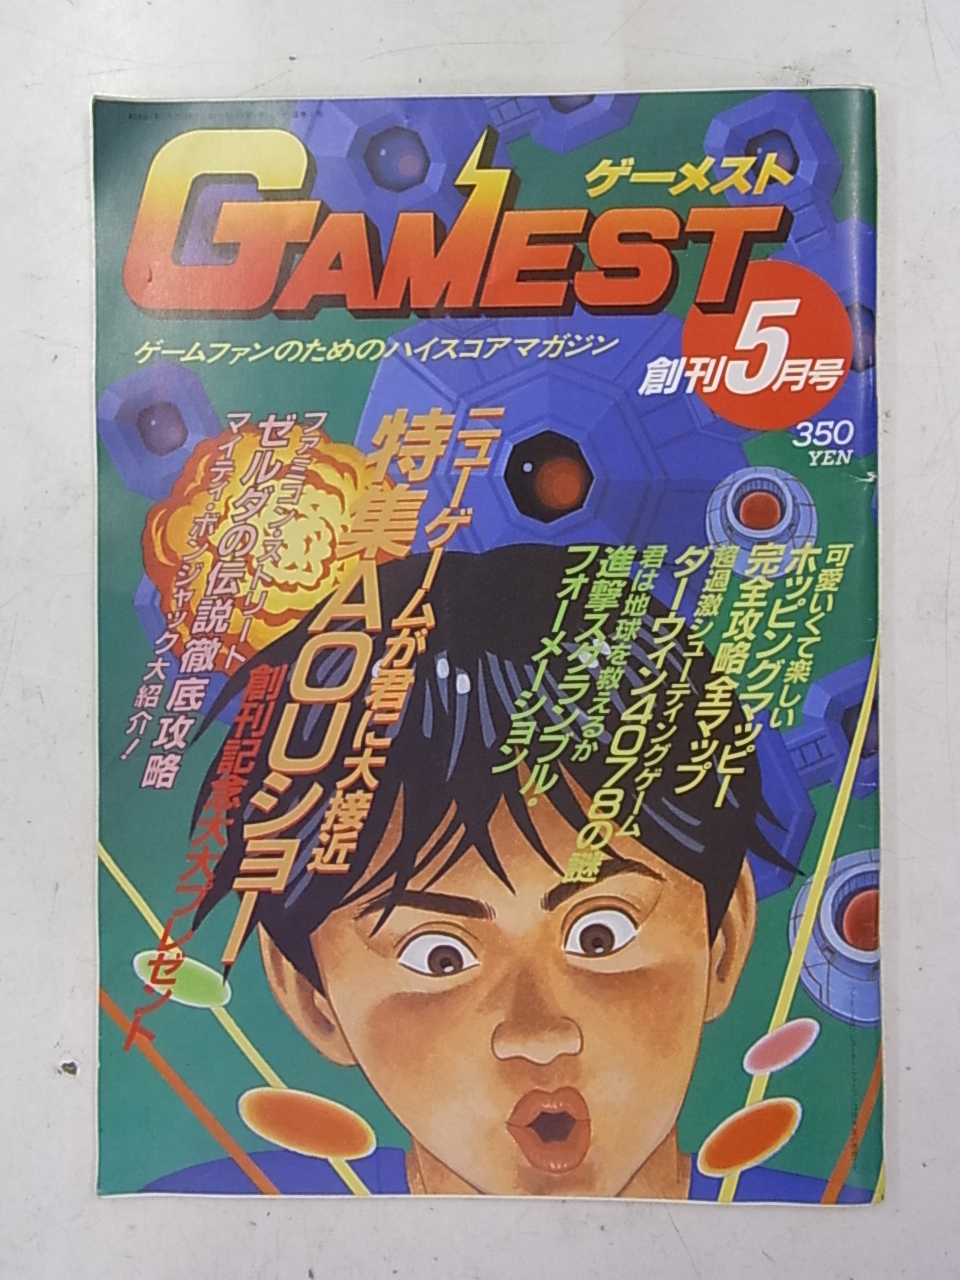 GAMEST
ゲーメスト
ゲームファンのためのハイスコアマガジン
創刊5月号
350
YEN
可愛いくて楽しい
ホッピングマッピー
完全攻略全マップ
超過激シューティングゲーム
ダーウィン4078の謎
君は地球を救えるか
進撃スクランブル・
フォーメーション
ニューゲームが君に大接近
特集AOUショー
創刊記念大大プレゼント
ファミコン・ストリート
ゼルダの伝説徹底攻略
マイティ・ボンジャック大紹介!